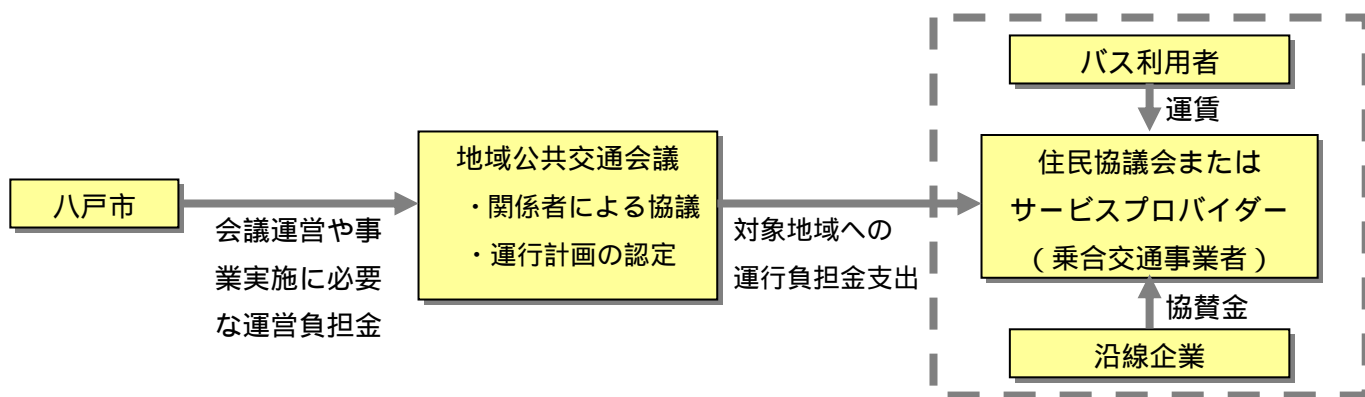 八戸市
会議運営や事
業実施に必要
な運営負担金
地域公共交通会議
・関係者による協議
・運行計画の認定
対象地域への
運行負担金支出
バス利用者
運賃
住民協議会または
サービスプロバイダー
（乗合交通事業者）
協賛金
沿線企業